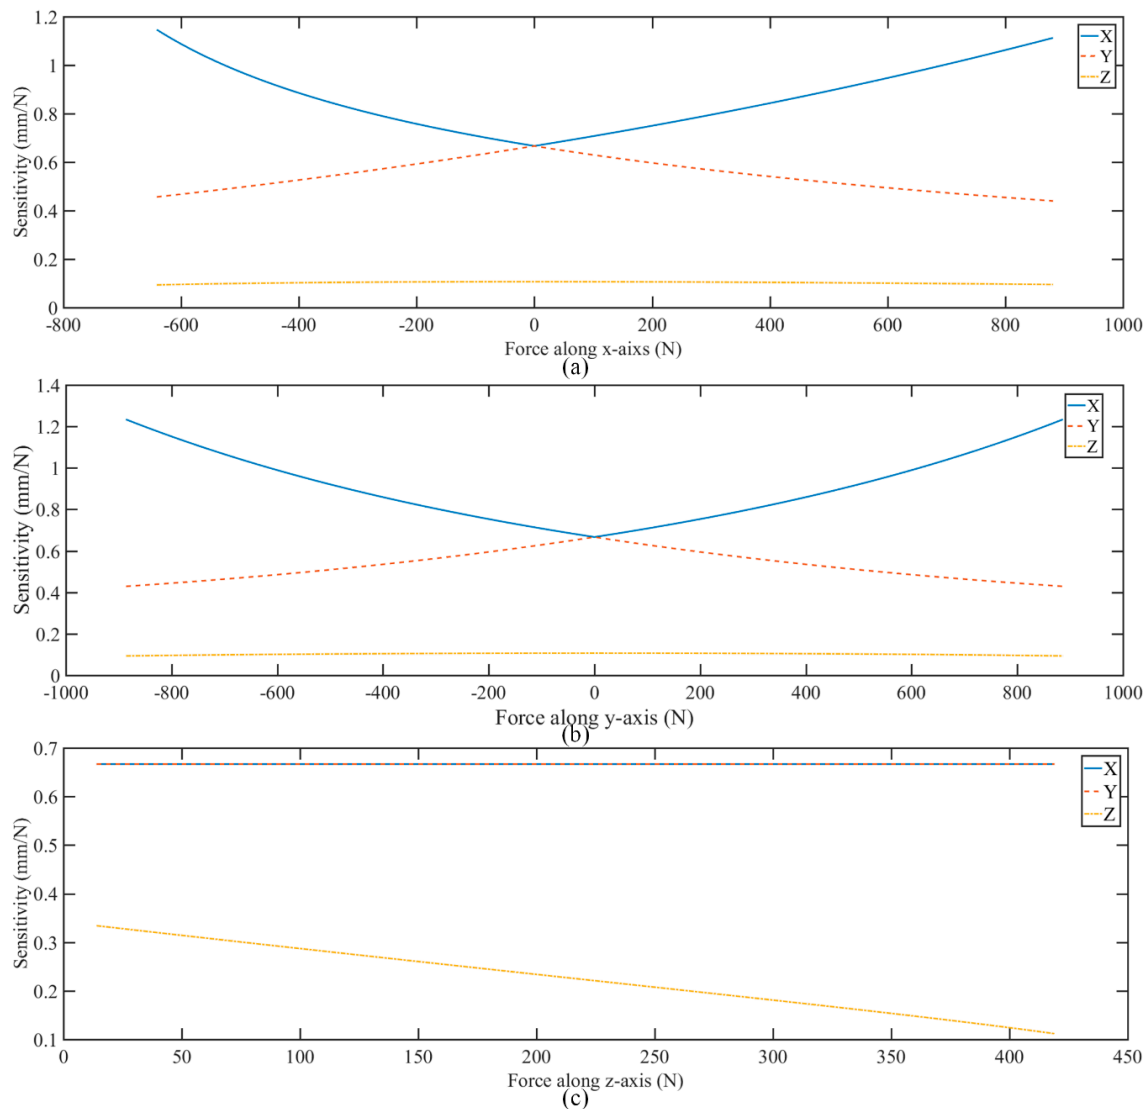 1.2
1
0.8
0.6
0.4
0.2
0
Sensitivity (mm/N)
X
Y
Z
-800 -600 -400 -200 0 200 400 600 800 1000
Force along x-aixs (N)
(a)
1.4
1.2
1
0.8
0.6
0.4
0.2
0
Sensitivity (mm/N)
X
Y
Z
-1000 -800 -600 -400 -200 0 200 400 600 800 1000
Force along y-axis (N)
(b)
0.7
0.6
0.5
0.4
0.3
0.2
0.1
Sensitivity (mm/N)
X
Y
Z
0 50 100 150 200 250 300 350 400 450
Force along z-axis (N)
(c)